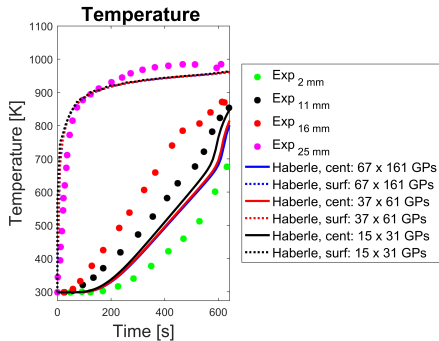 Temperature
1100
1000
900
800
700
600
500
400
300
0
200
400
600
Temperature [K]
Time [s]
Exp 2 mm
Exp 11 mm
Exp 16 mm
Exp 25 mm
Haberle, cent: 67 x 161 GPs
Haberle, surf: 67 x 161 GPs
Haberle, cent: 37 x 61 GPs
Haberle, surf: 37 x 61 GPs
Haberle, cent: 15 x 31 GPs
Haberle, surf: 15 x 31 GPs